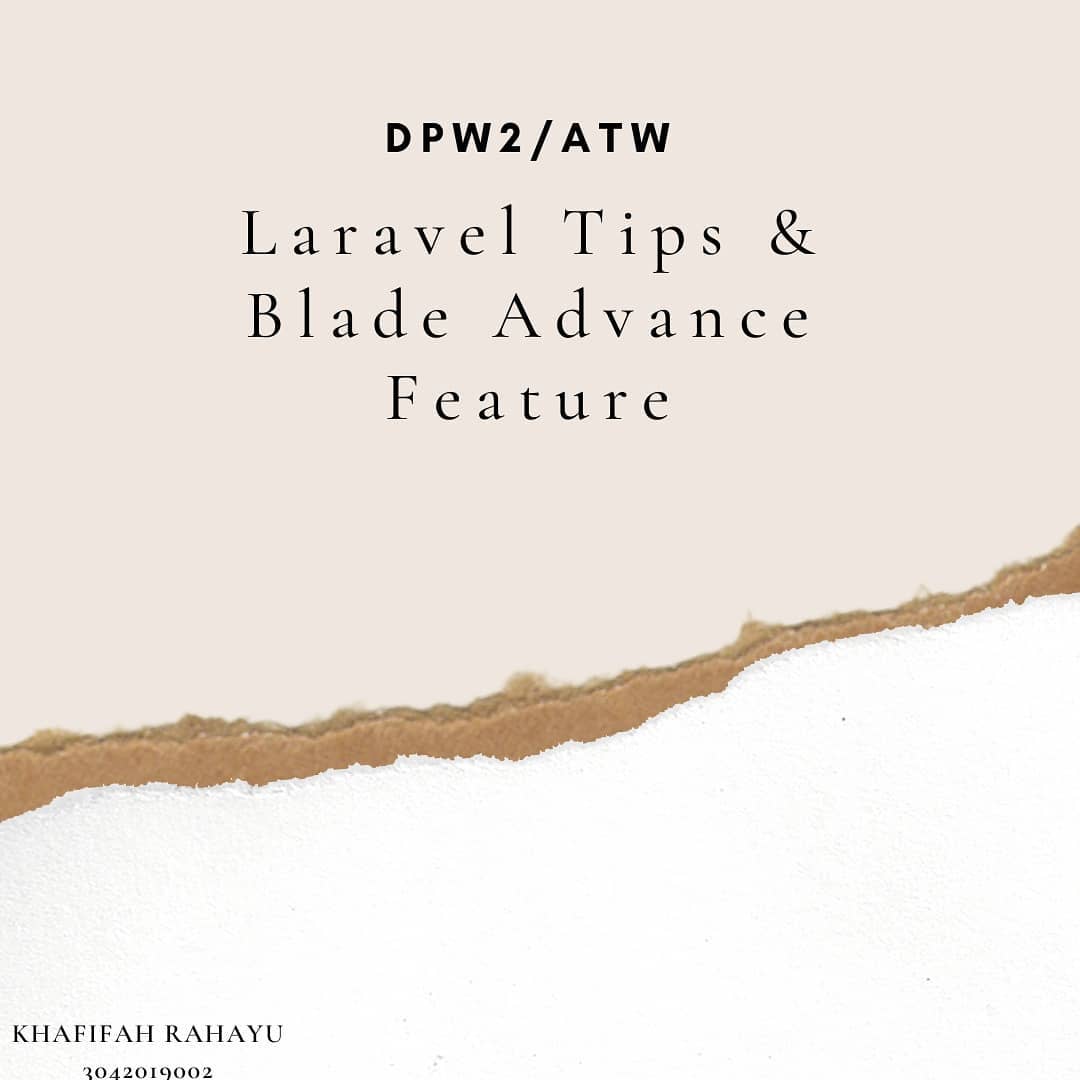 DPW2/ATW
Laravel Tips &
Blade Advance
Feature
KHAFIFAH RAHAYU
3042019002